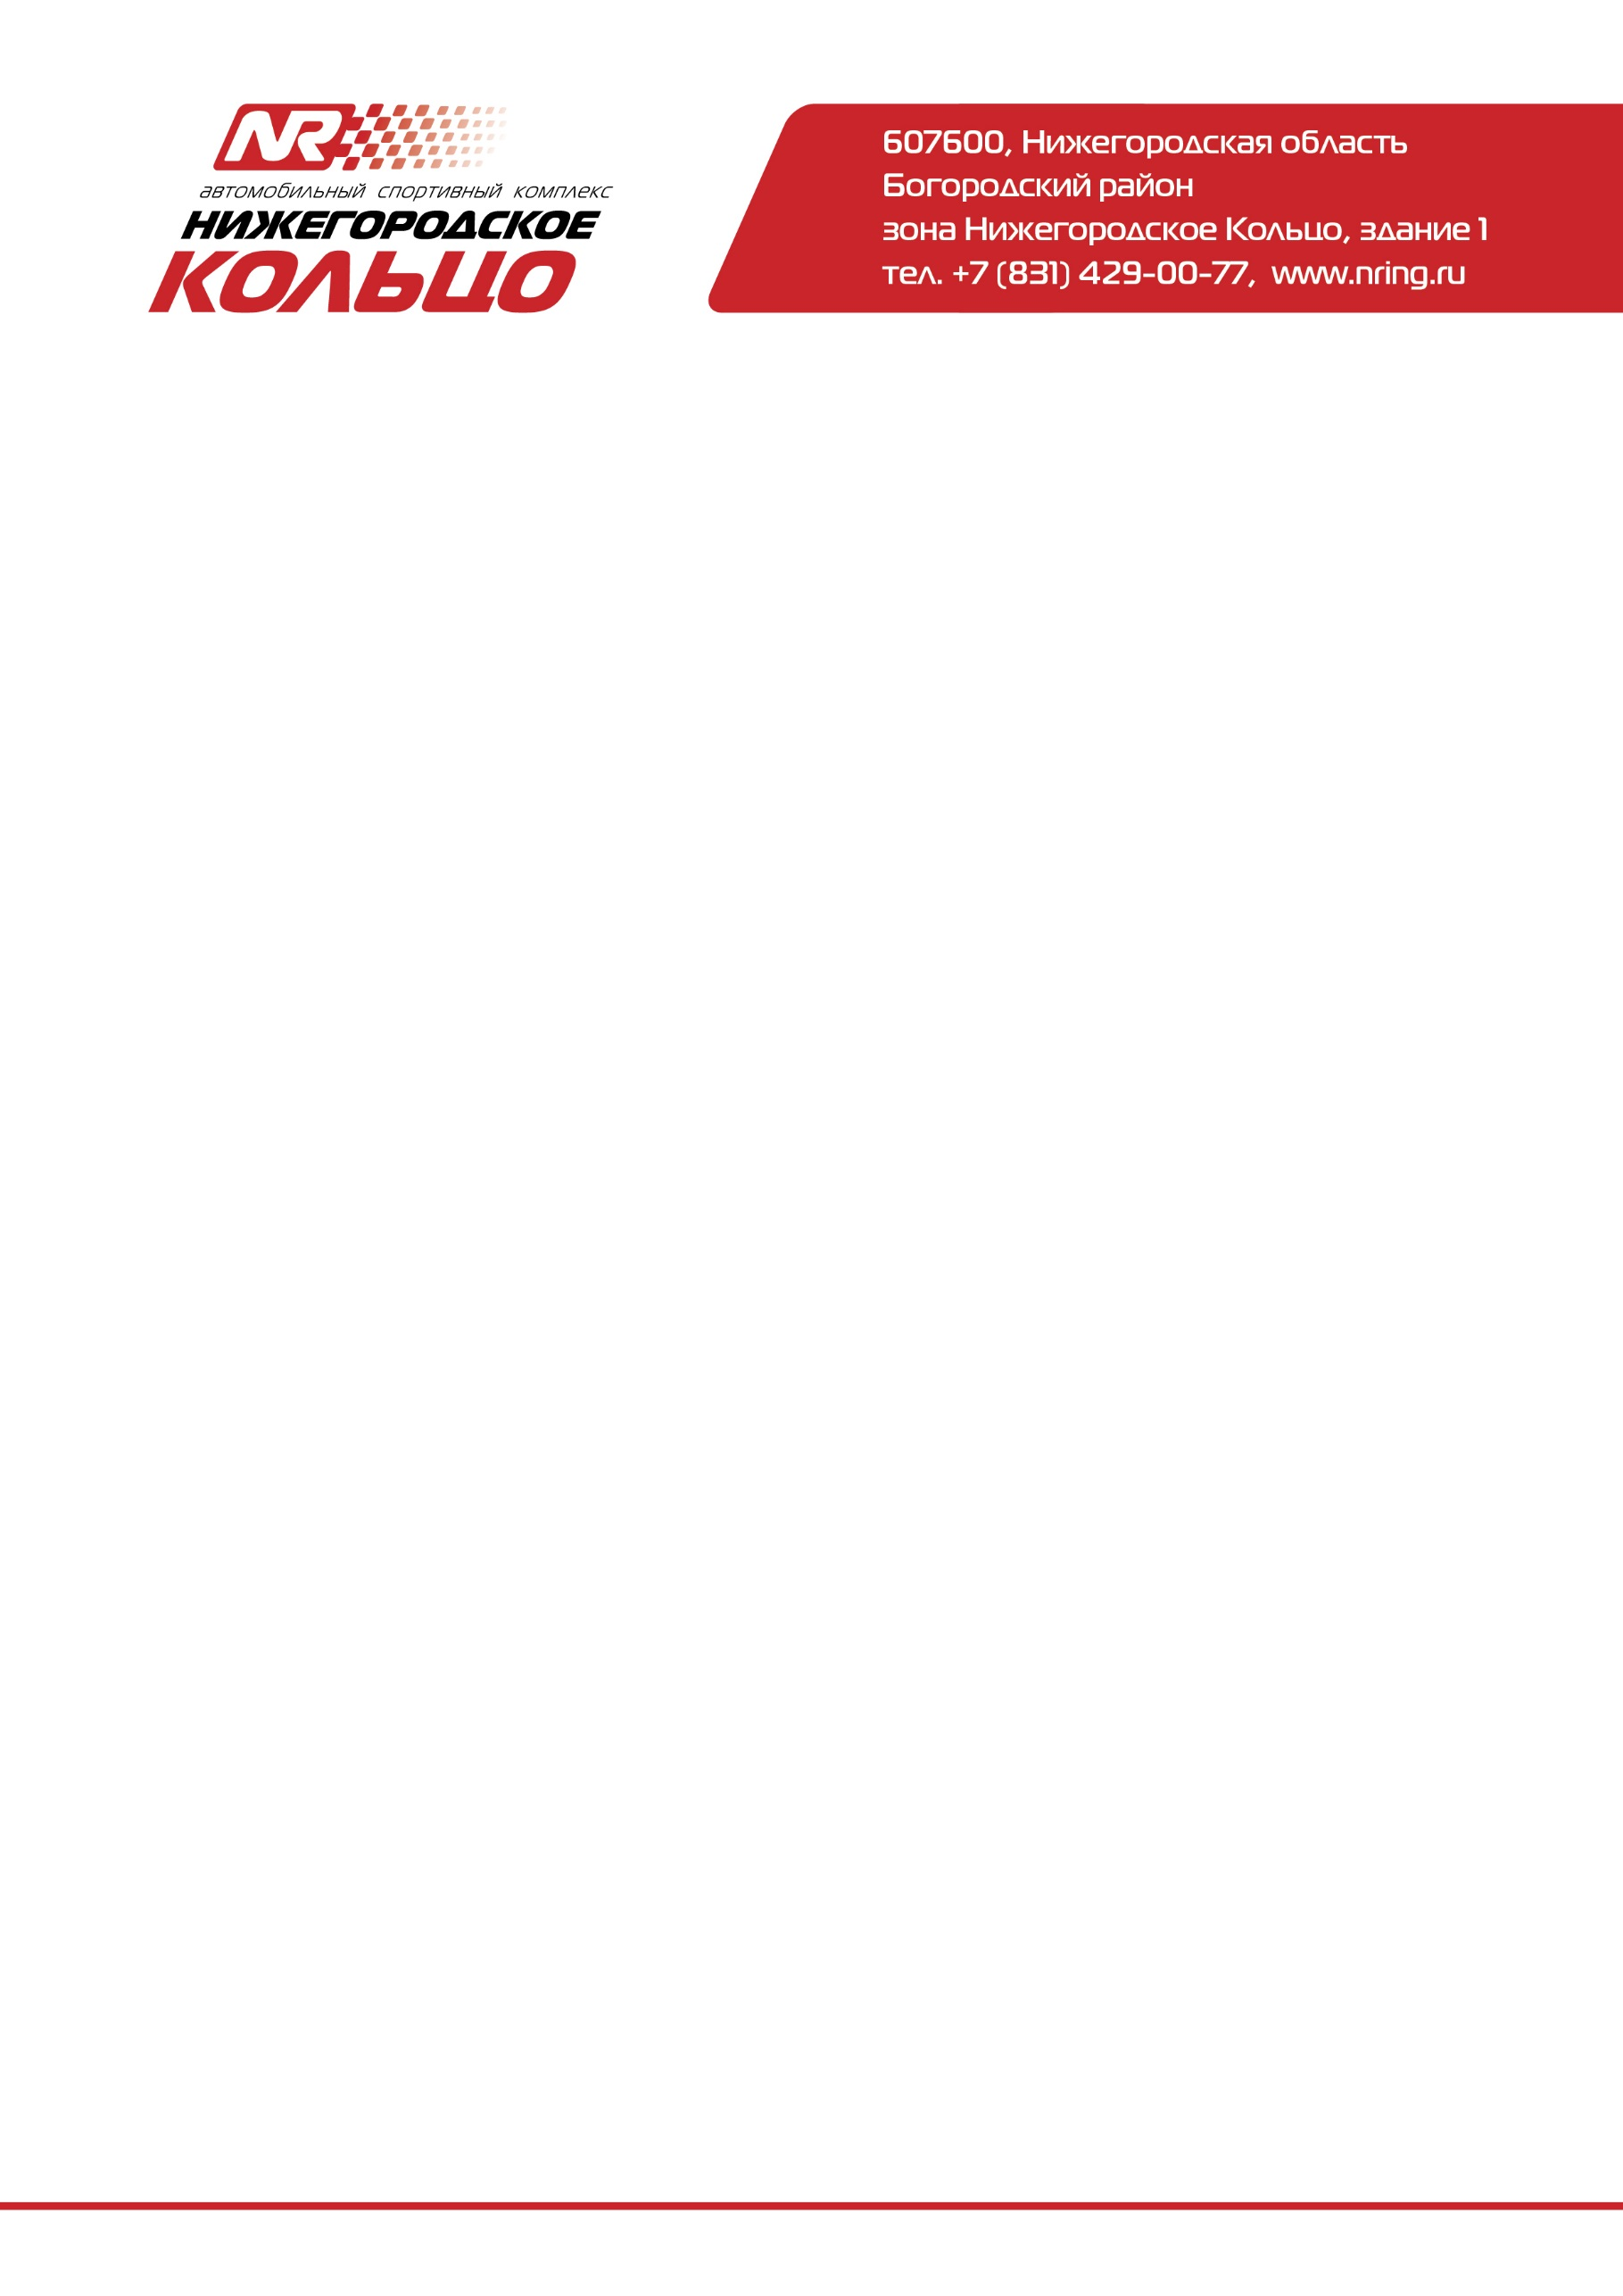 NR
автомобильный спортивный комплекс
НИЖЕГОРОДСКОЕ
КОЛЬЦО
607600, Нижегородская область
Богородский район
зона Нижегородское Кольцо, здание 1
тел. +7 (831) 429-00-77, www.nring.ru